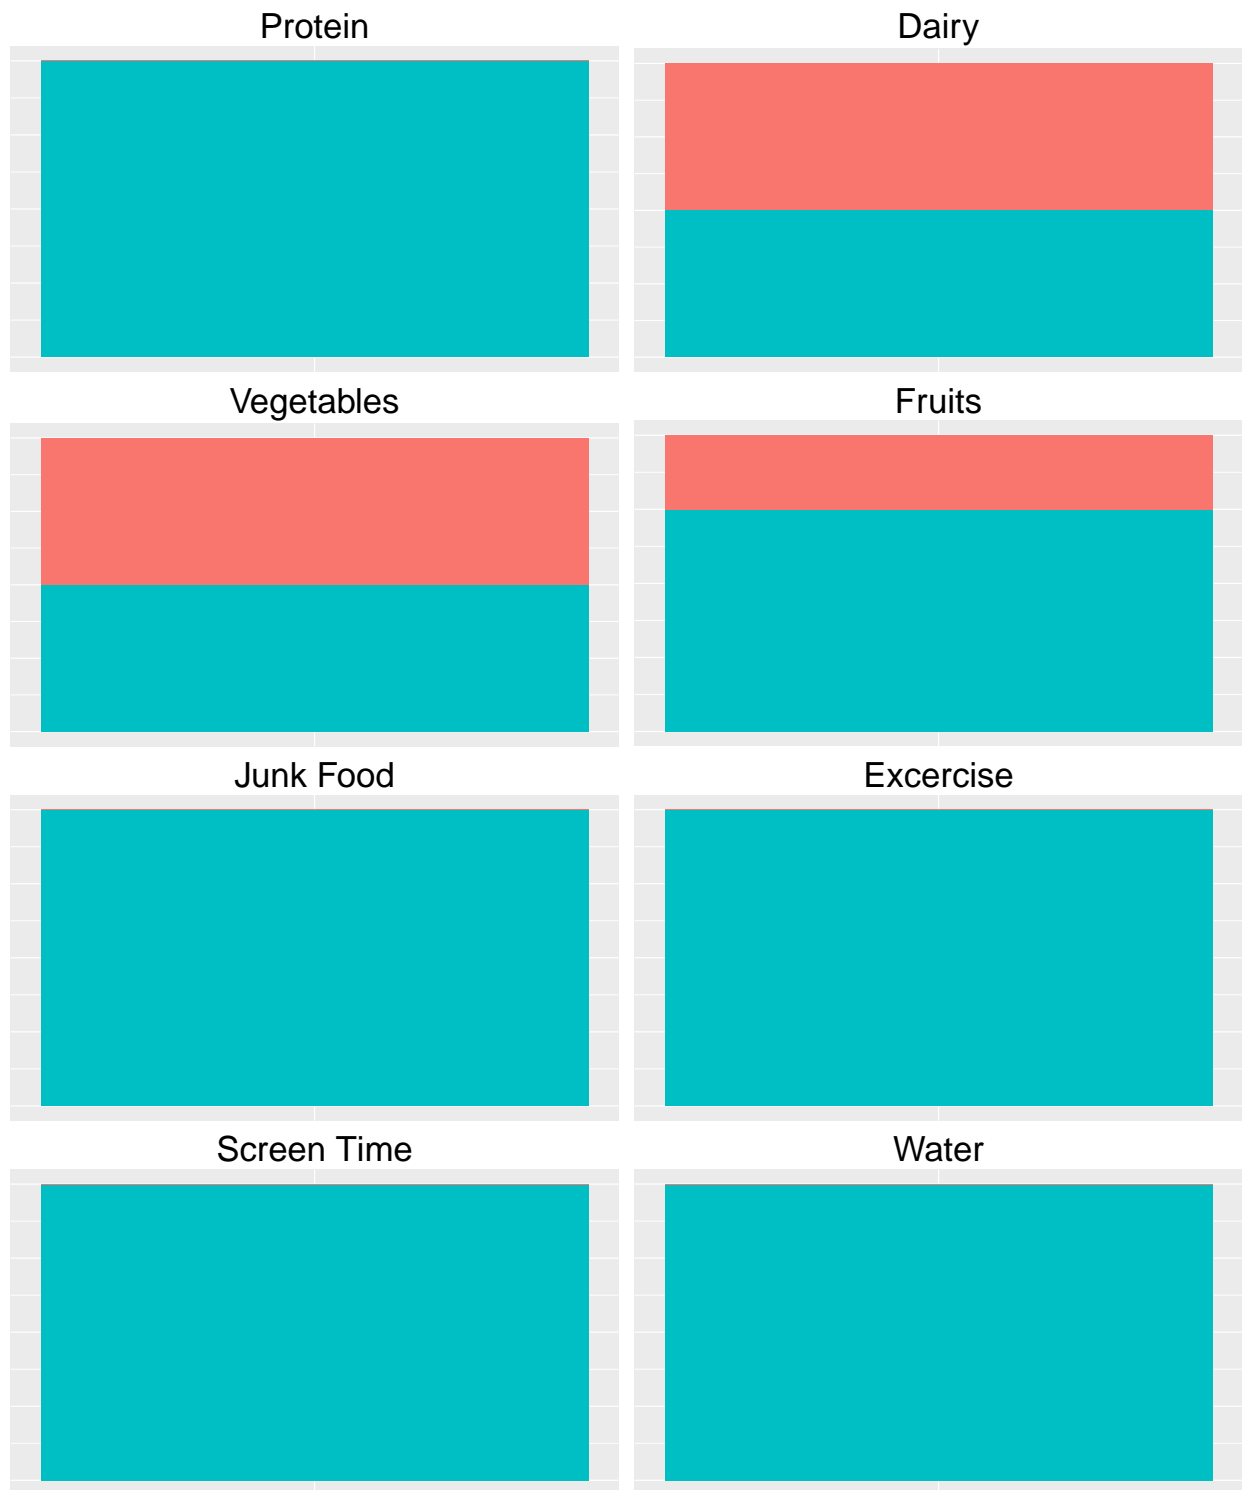 Protein
Dairy
Vegetables
Fruits
Junk Food
Excercise
Screen Time
Water